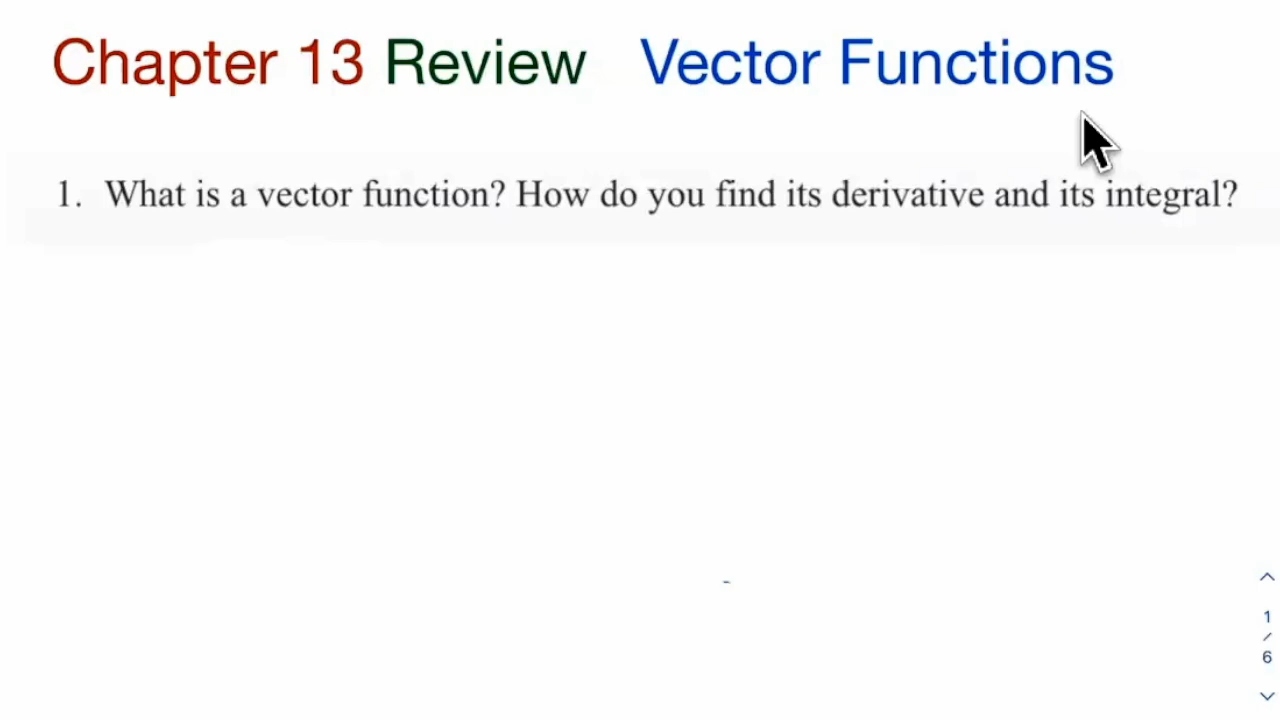 Chapter 13 Review Vector Functions
1. What is a vector function? How do you find its derivative and its integral?
1
/
6